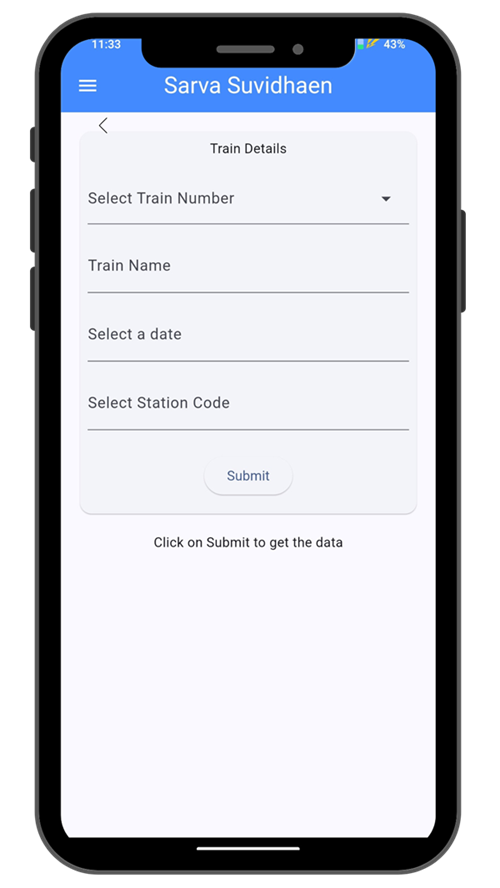 11:33
43%
Sarva Suvidhaen
Train Details
Select Train Number
Train Name
Select a date
Select Station Code
Submit
Click on Submit to get the data